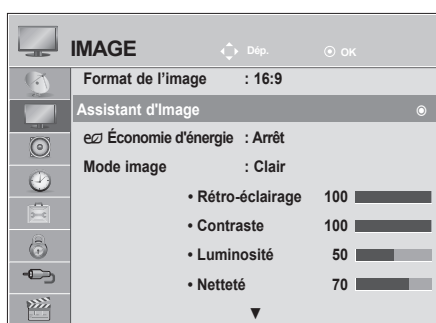 IMAGE Dép. OK
Format de l’image : 16:9
Assistant d'Image
Économie d'énergie : Arrêt
Mode image : Clair
• Rétro-éclairage 100
• Contraste 100
• Luminosité 50
• Netteté 70
▼